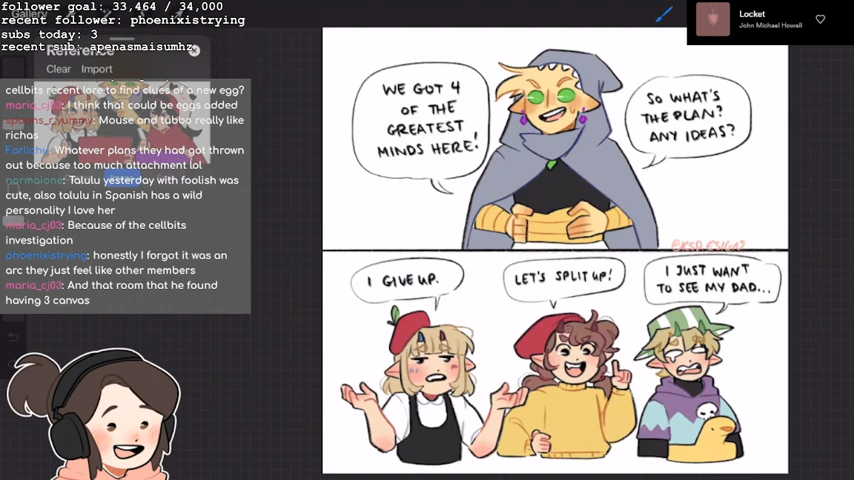 follower goal: 33,464 / 34,000
recent follower: phoenixistrying
subs today: 3
recent sub: apenasmaisumhz
Gallery
Reference
Clear Import
cellbits recent lore to find clues of a new egg?
maria_cj03: I think that could be eggs added
Mouse and tubbo really like
richas
Farlichy: Whatever plans they had got thrown
out because too much attachment lol
normaione: Talulu yesterday with foolish was
cute, also talulu in Spanish has a wild
personality I love her
maria_cj03: Because of the cellbits
investigation
phoenixistrying: honestly I forgot it was an
arc they just feel like other members
maria_cj03: And that room that he found
having 3 canvas
Locket
John Michael Howell
WE GOT 4
OF THE
GREATEST
MINDS HERE!
SO WHAT'S
THE PLAN?
ANY IDEAS?
I GIVE UP.
LET'S SPLIT UP!
I JUST WANT
TO SEE MY DAD...